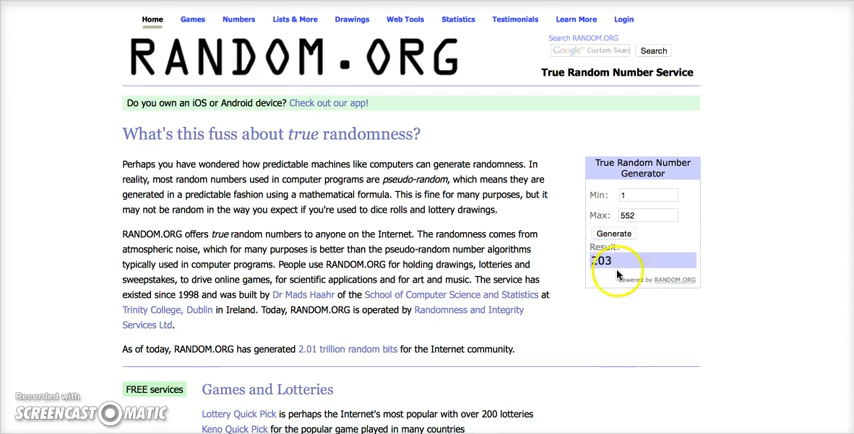 Home Games Numbers Lists & More Drawings Web Tools Statistics Testimonials Learn More Login
Search RANDOM.ORG
Google™ Custom Sear Search
RANDOM.ORG
True Random Number Service
Do you own an iOS or Android device? Check out our app!
What's this fuss about true randomness?
Perhaps you have wondered how predictable machines like computers can generate randomness. In
reality, most random numbers used in computer programs are pseudo-random, which means they are
generated in a predictable fashion using a mathematical formula. This is fine for many purposes, but it
may not be random in the way you expect if you're used to dice rolls and lottery drawings.
RANDOM.ORG offers true random numbers to anyone on the Internet. The randomness comes from
atmospheric noise, which for many purposes is better than the pseudo-random number algorithms
typically used in computer programs. People use RANDOM.ORG for holding drawings, lotteries and
sweepstakes, to drive online games, for scientific applications and for art and music. The service has
existed since 1998 and was built by Dr Mads Haahr of the School of Computer Science and Statistics at
Trinity College, Dublin in Ireland. Today, RANDOM.ORG is operated by Randomness and Integrity
Services Ltd.
As of today, RANDOM.ORG has generated 2.01 trillion random bits for the Internet community.
True Random Number
Generator
Min: 1
Max: 552
Generate
Result:
203
Powered by RANDOM.ORG
FREE services
Games and Lotteries
Lottery Quick Pick is perhaps the Internet's most popular with over 200 lotteries
Keno Quick Pick for the popular game played in many countries
Recorded with
SCREENCAST MATIC